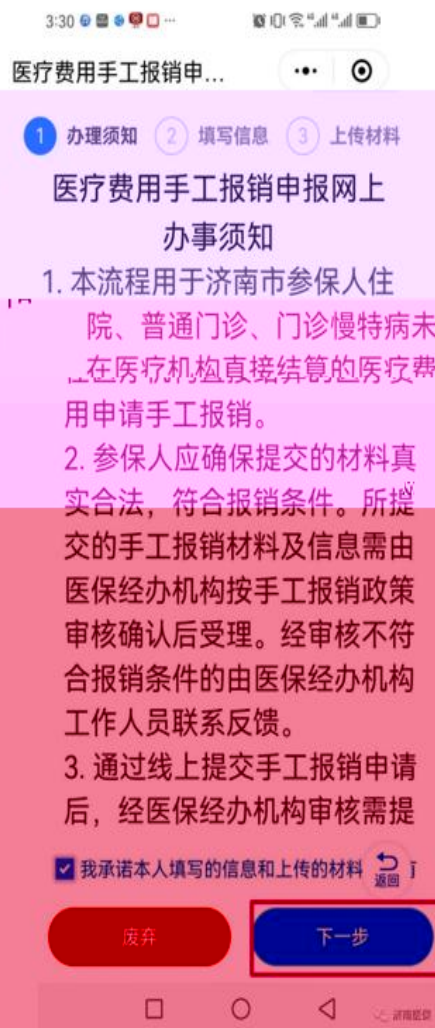 3:30
医疗费用手工报销申...
1 办理须知 2 填写信息 3 上传材料
医疗费用手工报销申报网上
办事须知
1. 本流程用于济南市参保人住
院、普通门诊、门诊慢特病未
在医疗机构直接结算的医疗费
用申请手工报销。
2. 参保人应确保提交的材料真
实合法，符合报销条件。所提
交的手工报销材料及信息需由
医保经办机构按手工报销政策
审核确认后受理。经审核不符
合报销条件的由医保经办机构
工作人员联系反馈。
3. 通过线上提交手工报销申请
后，经医保经办机构审核需提
我承诺本人填写的信息和上传的材料
返回
废弃 下一步
济南医保